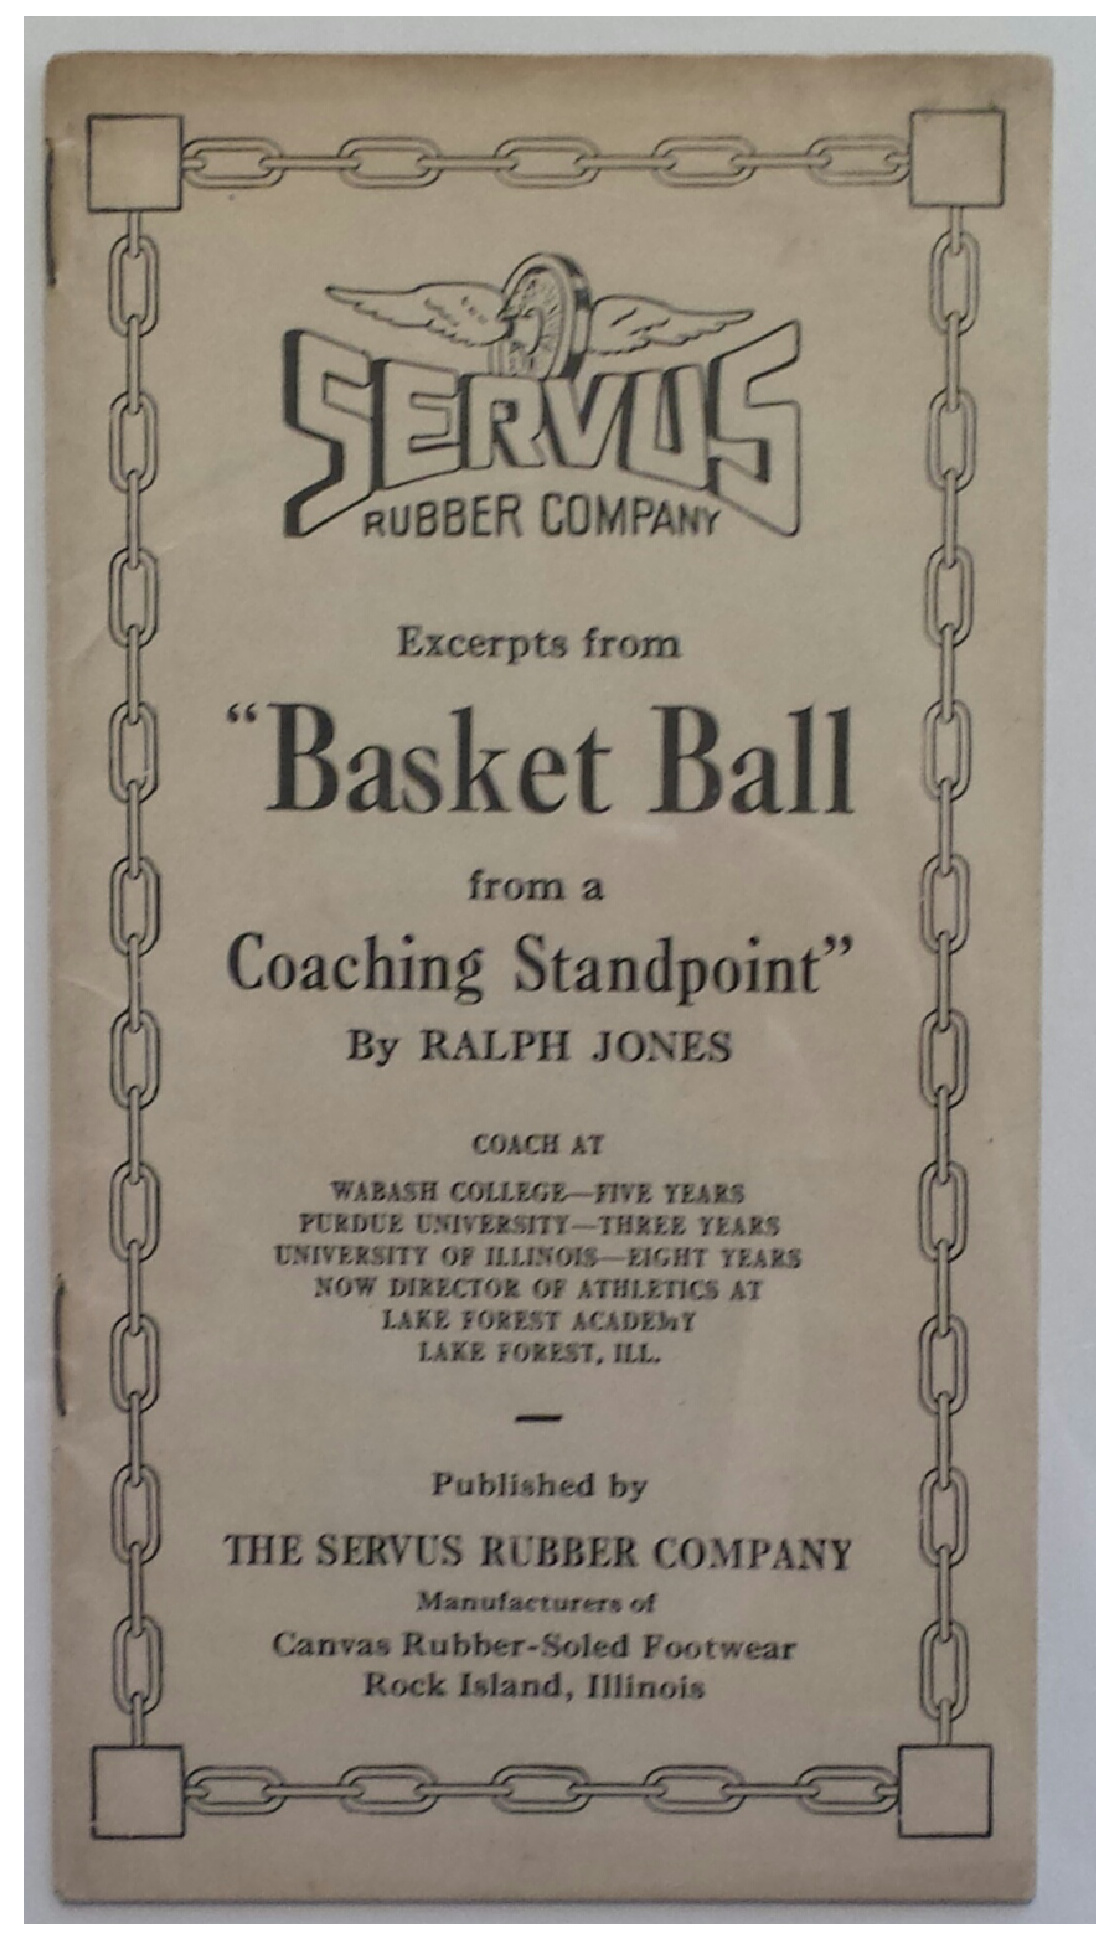 SERVUS
RUBBER COMPANY
Excerpts from
“Basket Ball
from a
Coaching Standpoint”
By RALPH JONES
COACH AT
WABASH COLLEGE—FIVE YEARS
PURDUE UNIVERSITY—THREE YEARS
UNIVERSITY OF ILLINOIS—EIGHT YEARS
NOW DIRECTOR OF ATHLETICS AT
LAKE FOREST ACADEMY
LAKE FOREST, ILL.
Published by
THE SERVUS RUBBER COMPANY
Manufacturers of
Canvas Rubber-Soled Footwear
Rock Island, Illinois